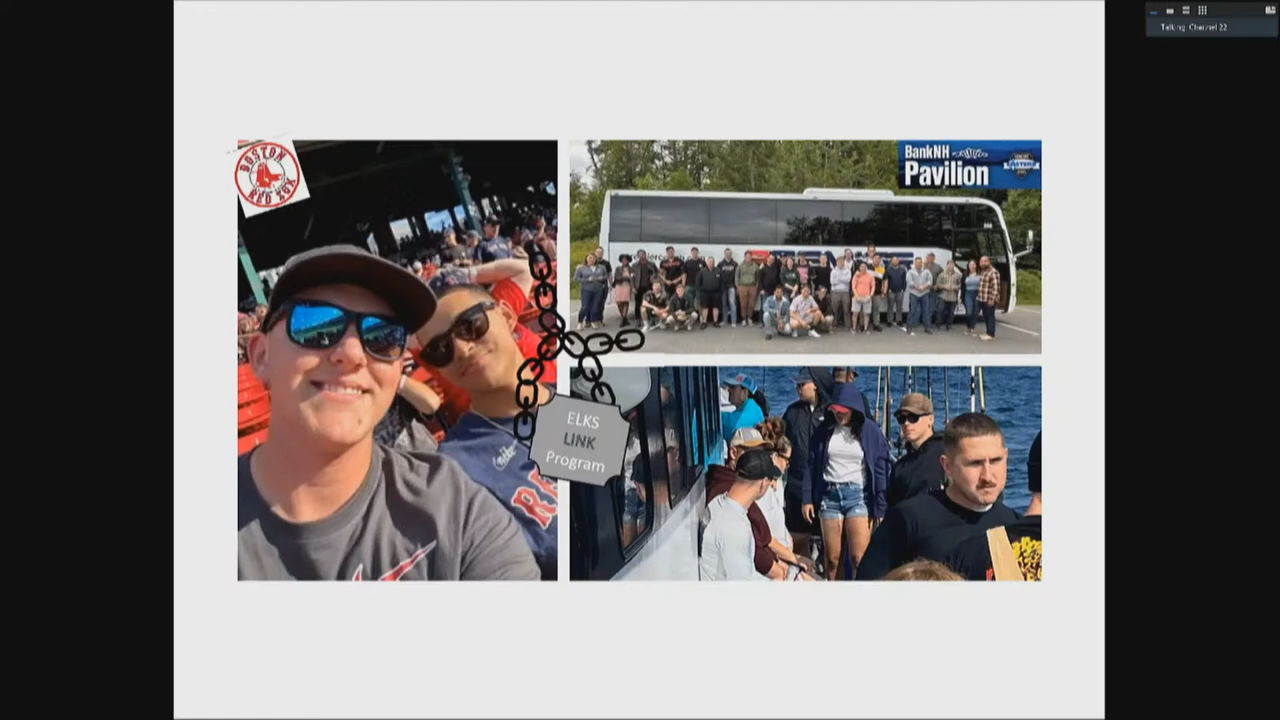 Talking: Channel 22
BOSTON
RED SOX
BankNH
Pavilion
ELKS
LINK
Program